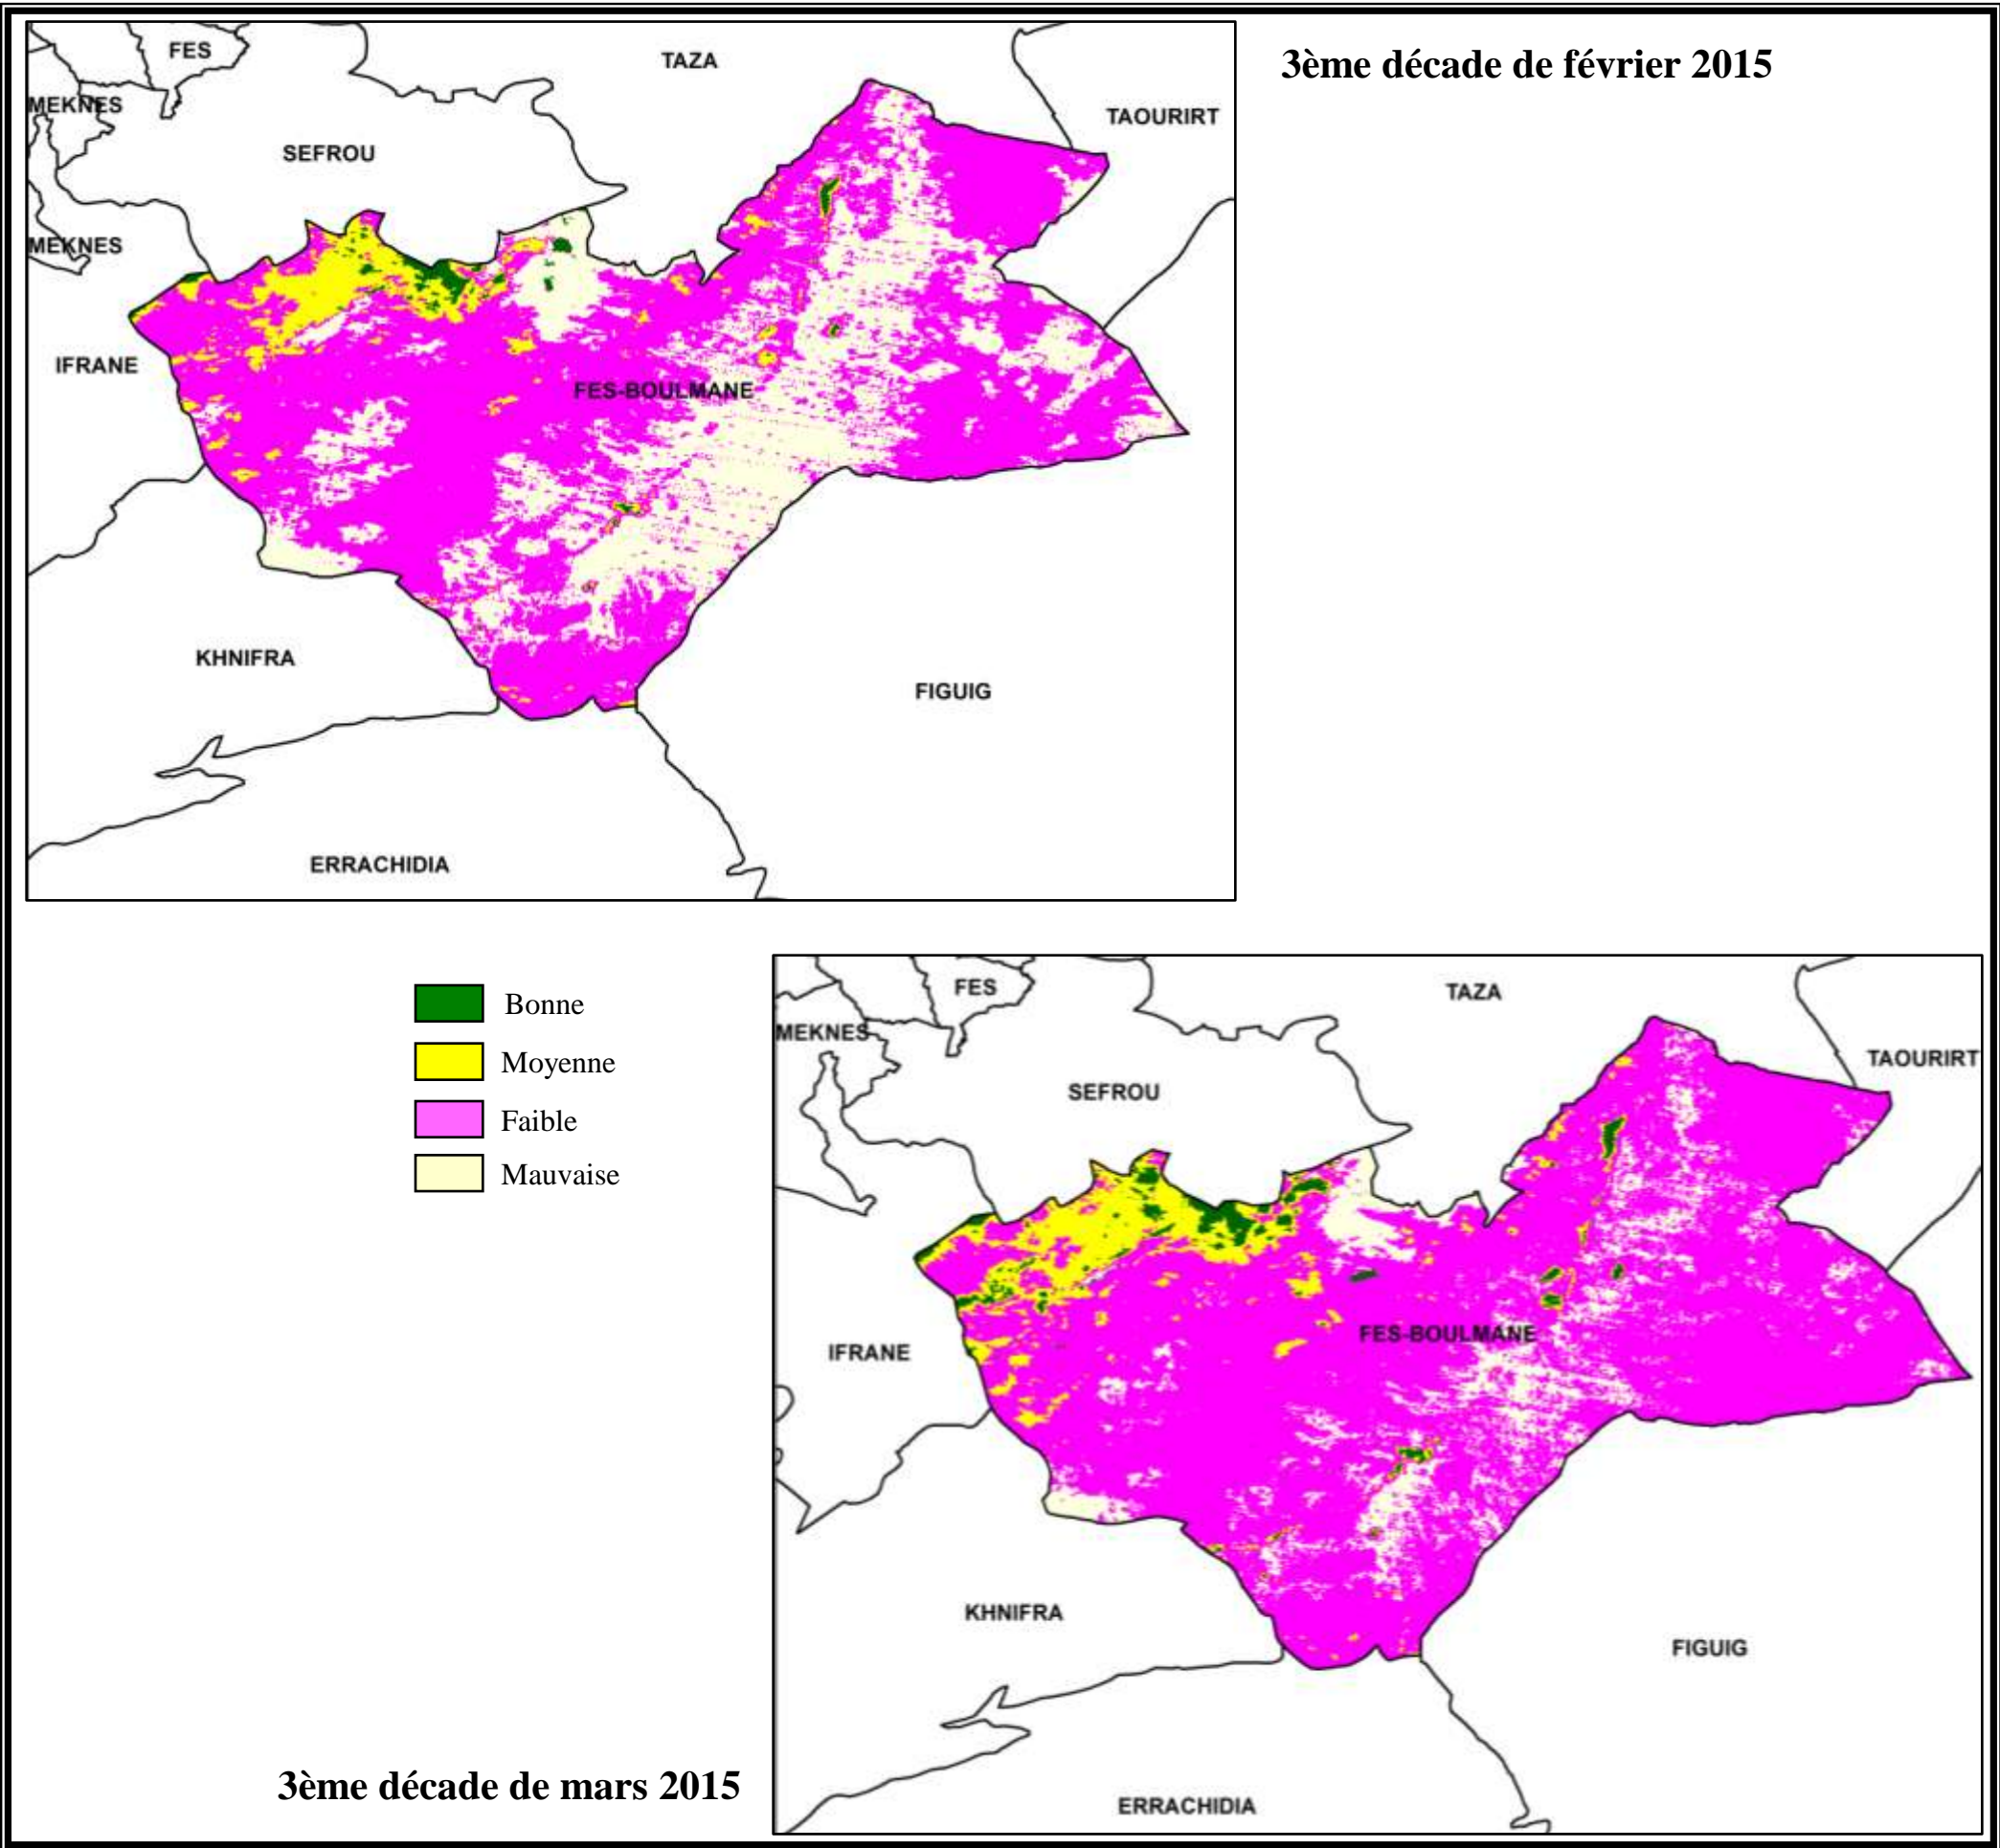 3ème décade de février 2015
FES
TAZA
MEKNES
TAOURIRT
SEFROU
MEKNES
IFRANE
FES-BOULMANE
KHNIFRA
FIGUIG
ERRACHIDIA
Bonne
Moyenne
Faible
Mauvaise
FES
TAZA
MEKNES
TAOURIRT
SEFROU
FES-BOULMANE
IFRANE
KHNIFRA
FIGUIG
ERRACHIDIA
3ème décade de mars 2015